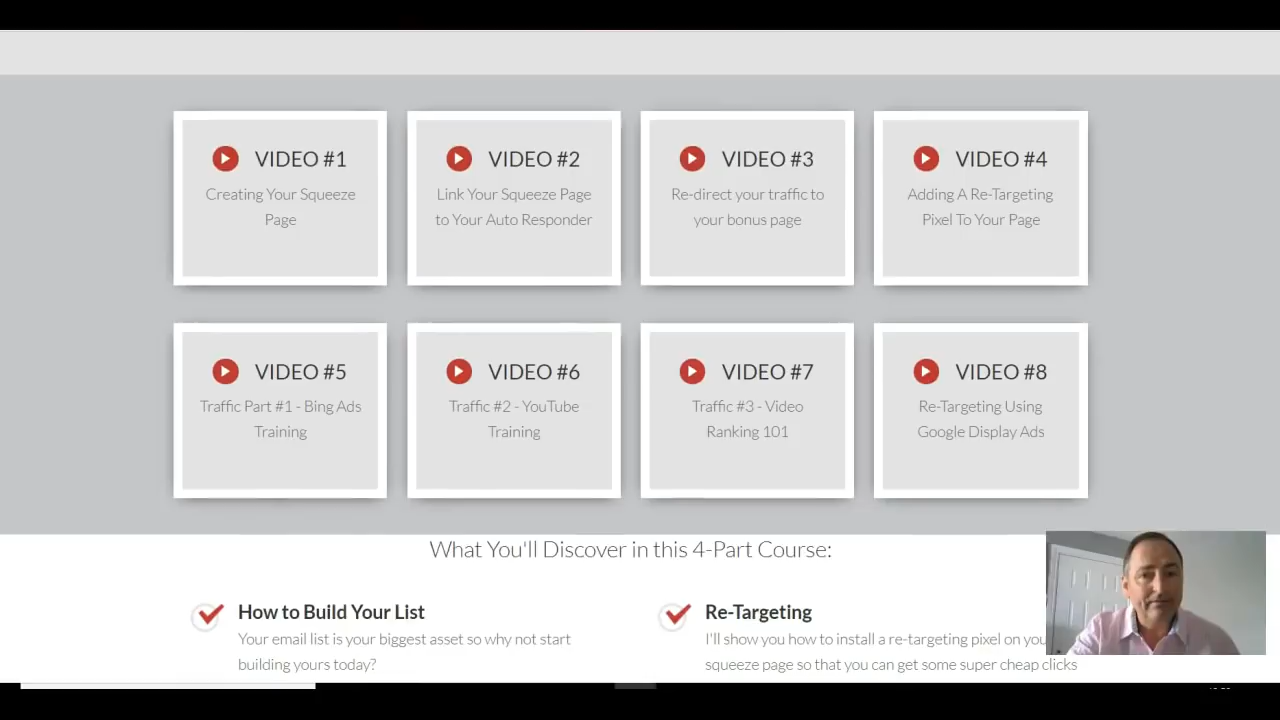 VIDEO #1
Creating Your Squeeze
Page
VIDEO #2
Link Your Squeeze Page
to Your Auto Responder
VIDEO #3
Re-direct your traffic to
your bonus page
VIDEO #4
Adding A Re-Targeting
Pixel To Your Page
VIDEO #5
Traffic Part #1 - Bing Ads
Training
VIDEO #6
Traffic #2 - YouTube
Training
VIDEO #7
Traffic #3 - Video
Ranking 101
VIDEO #8
Re-Targeting Using
Google Display Ads
What You'll Discover in this 4-Part Course:
How to Build Your List
Your email list is your biggest asset so why not start
building yours today?
Re-Targeting
I'll show you how to install a re-targeting pixel on
squeeze page so that you can get some super cheap clicks